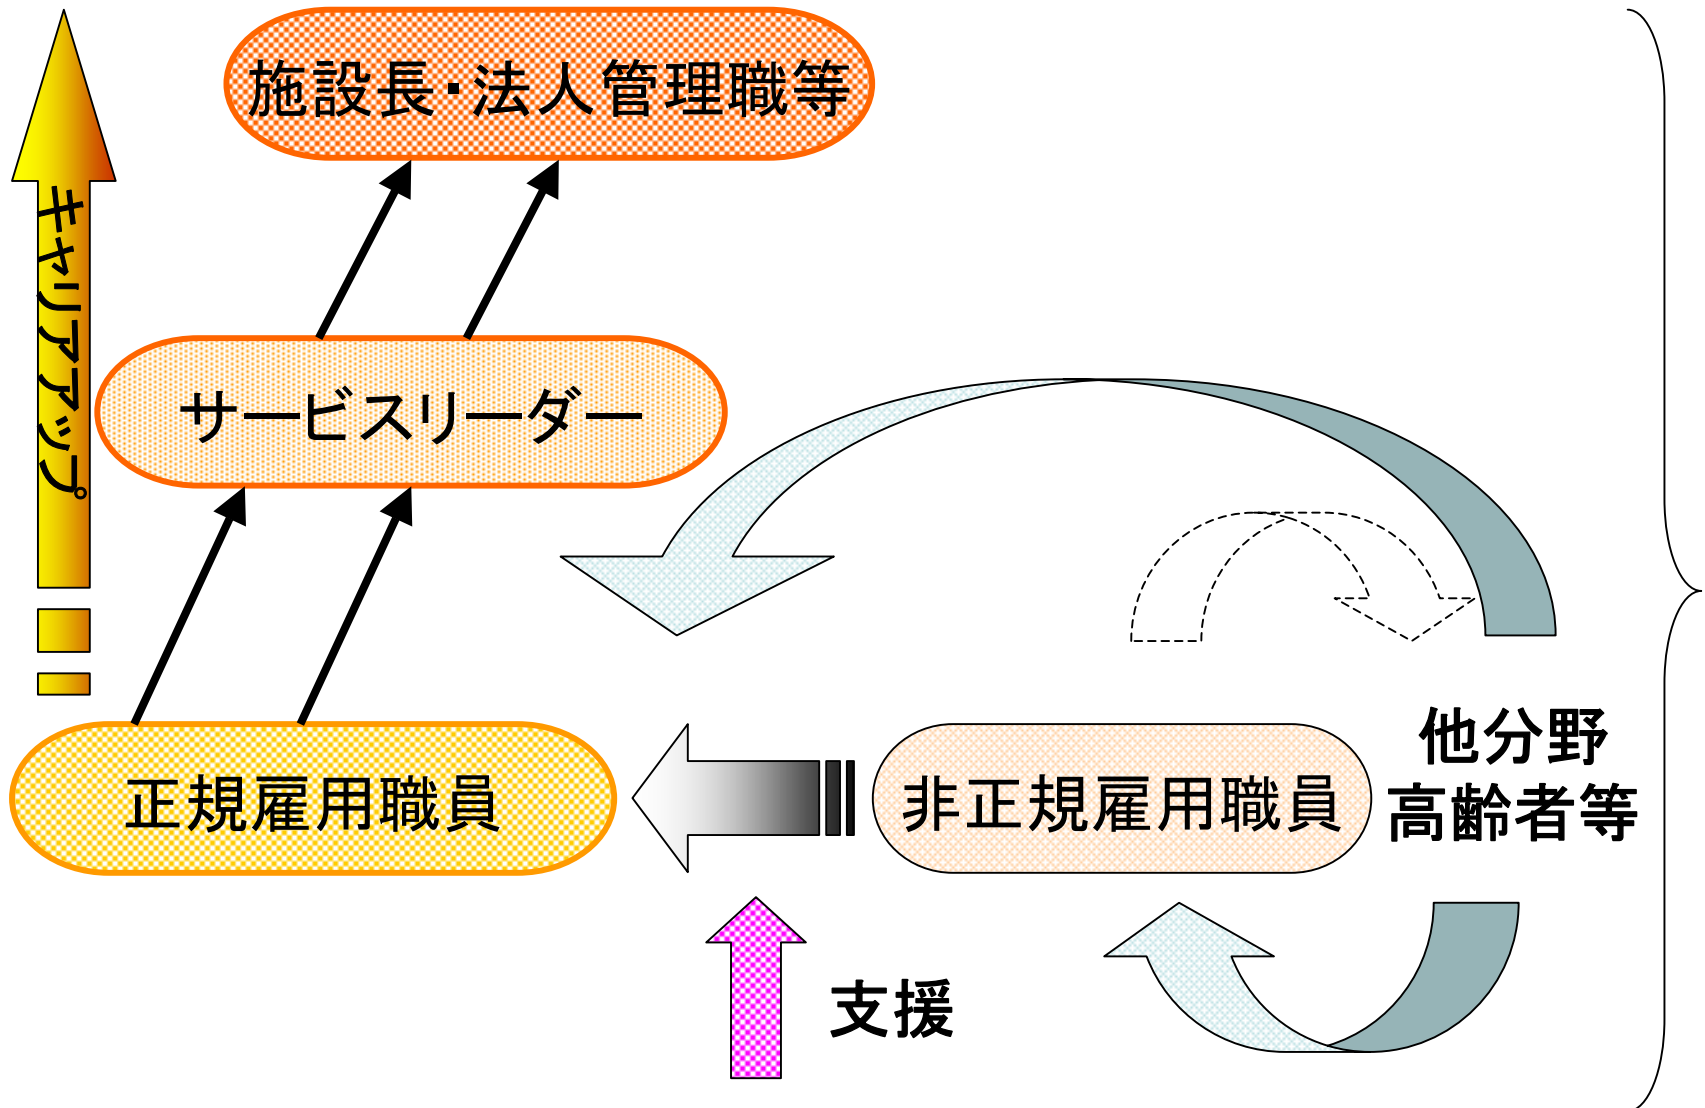 施設長・法人管理職等
キャリアアップ
サービスリーダー
正規雇用職員
非正規雇用職員
他分野
高齢者等
支援